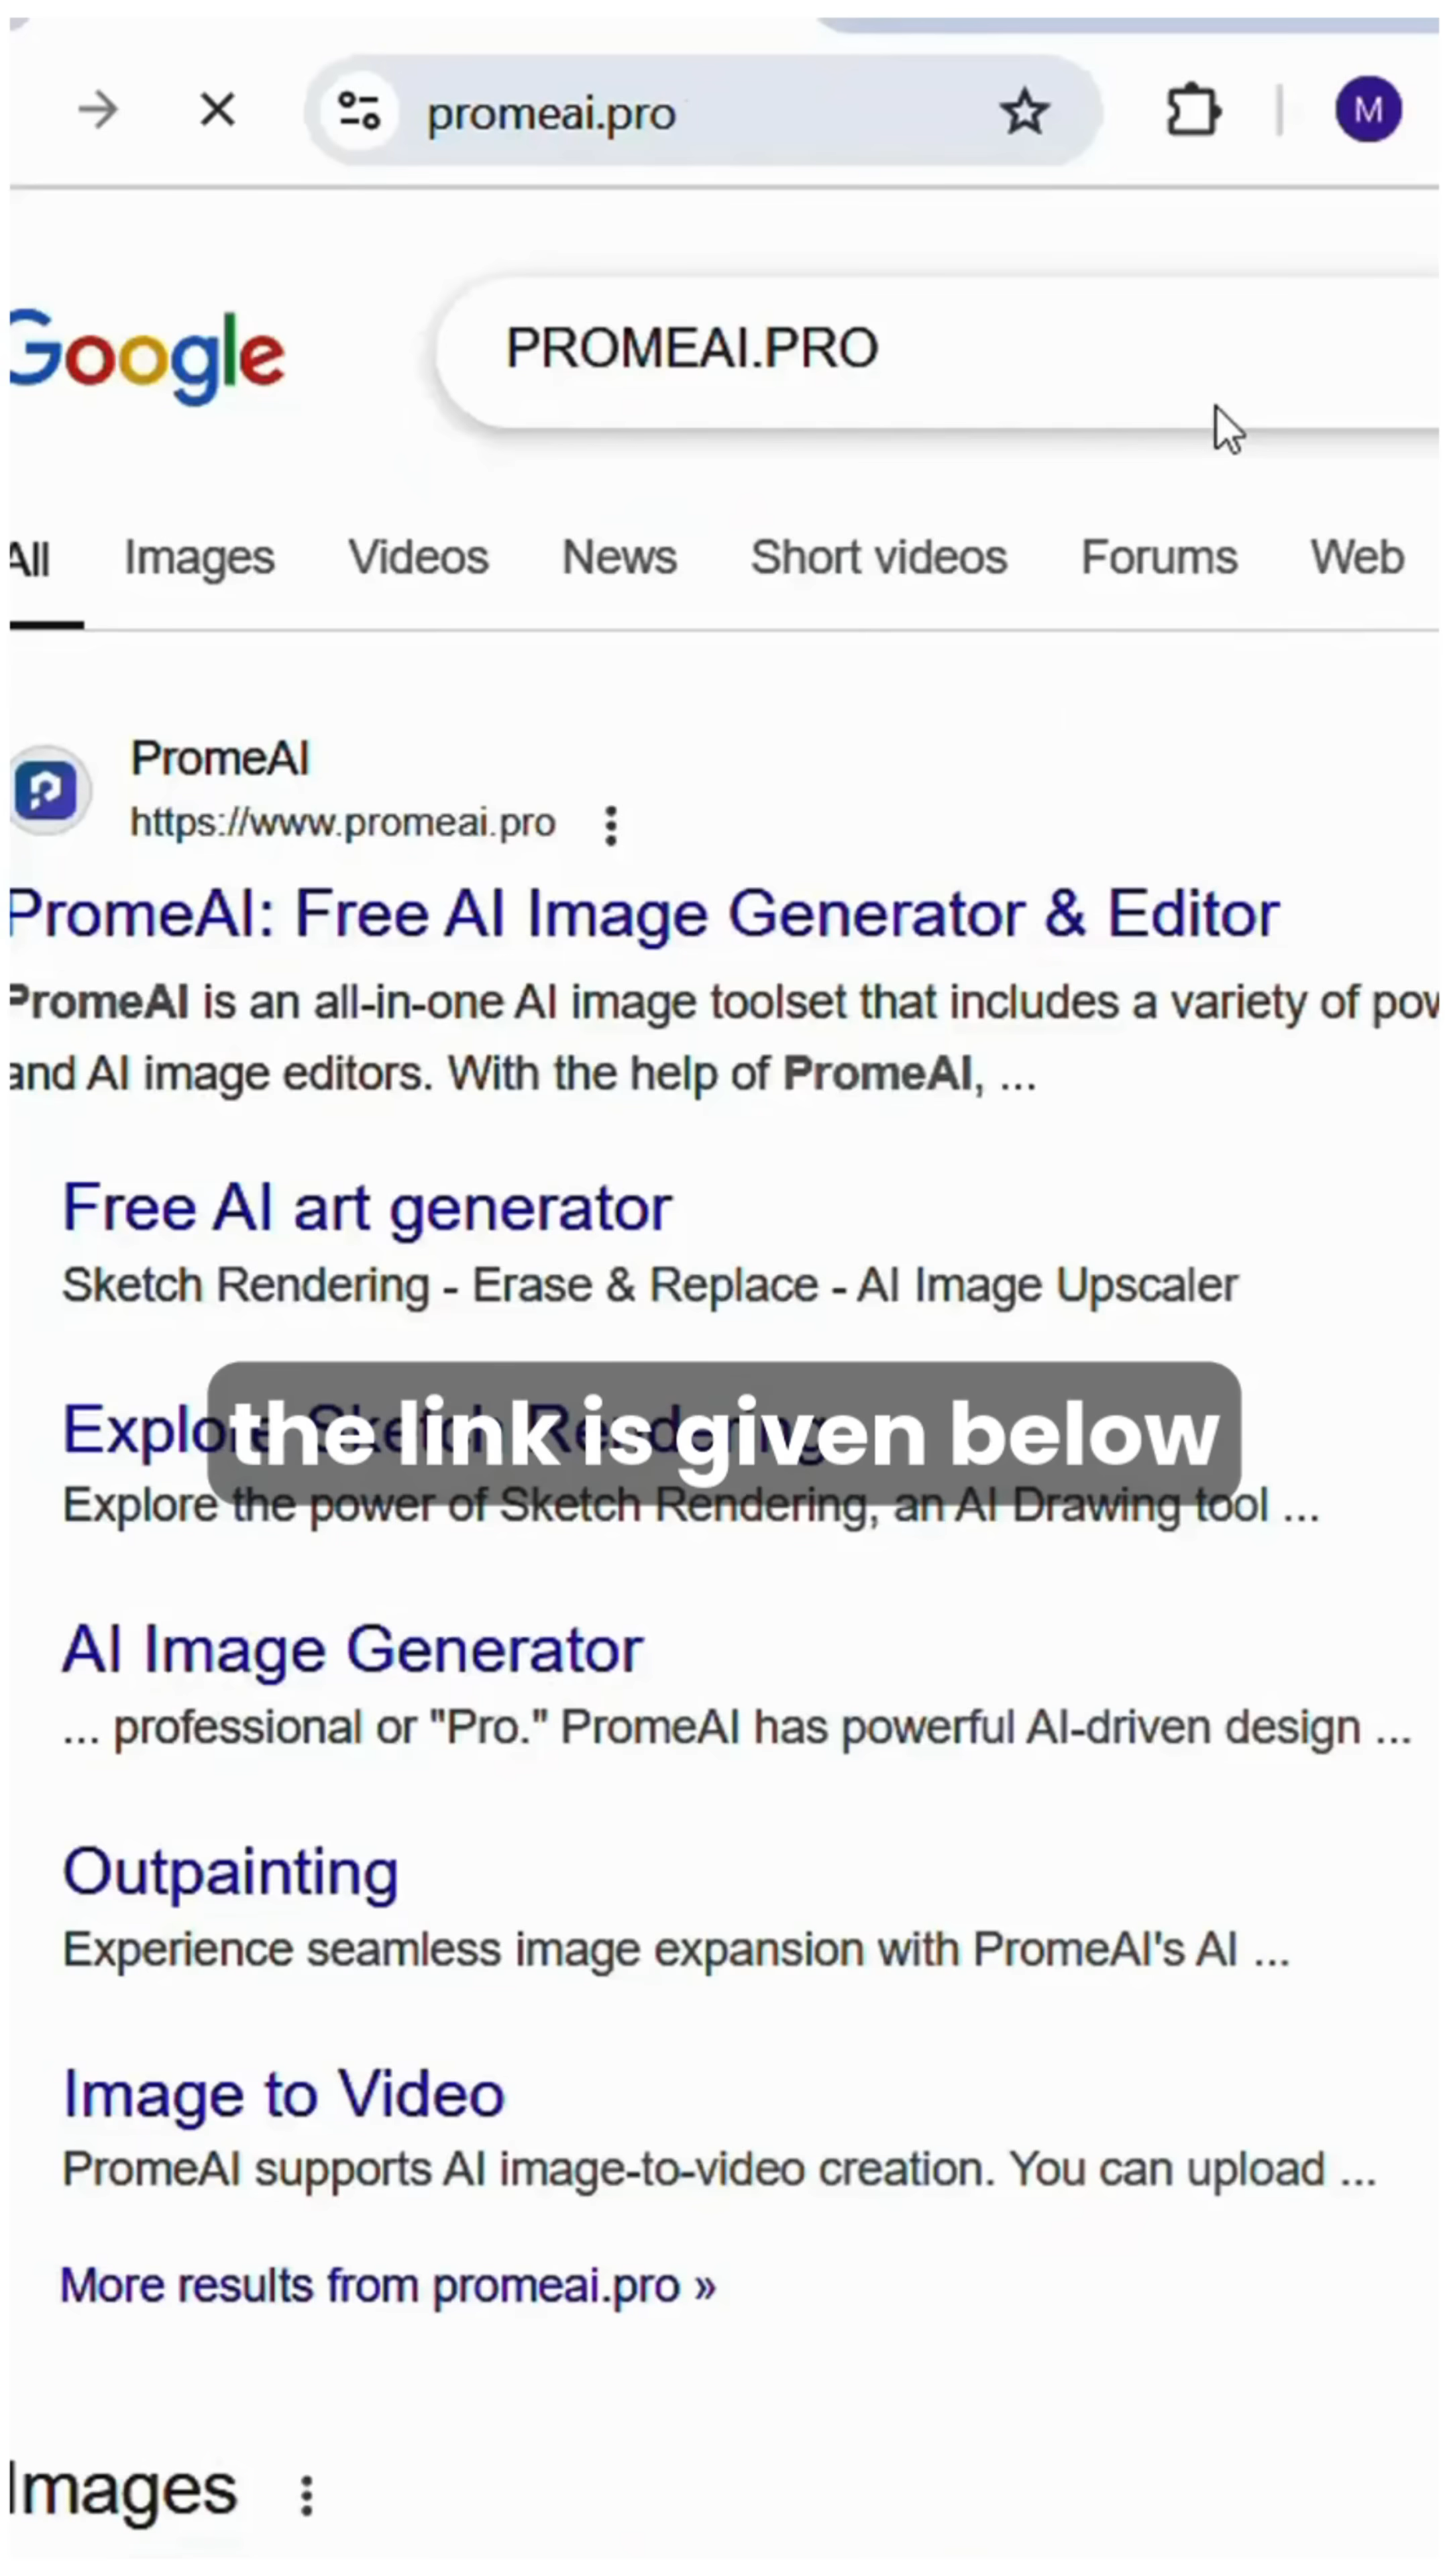 promeai.pro
M
Google
PROMEAI.PRO
All Images Videos News Short videos Forums Web
PromeAI
https://www.promeai.pro
PromeAI: Free AI Image Generator & Editor
PromeAI is an all-in-one AI image toolset that includes a variety of
and AI image editors. With the help of PromeAI, ...
Free AI art generator
Sketch Rendering - Erase & Replace - AI Image Upscaler
Explore Sketch Rendering
the link is given below
Explore the power of Sketch Rendering, an AI Drawing tool ...
AI Image Generator
... professional or "Pro." PromeAI has powerful AI-driven design ...
Outpainting
Experience seamless image expansion with PromeAI's AI ...
Image to Video
PromeAI supports AI image-to-video creation. You can upload ...
More results from promeai.pro »
Images